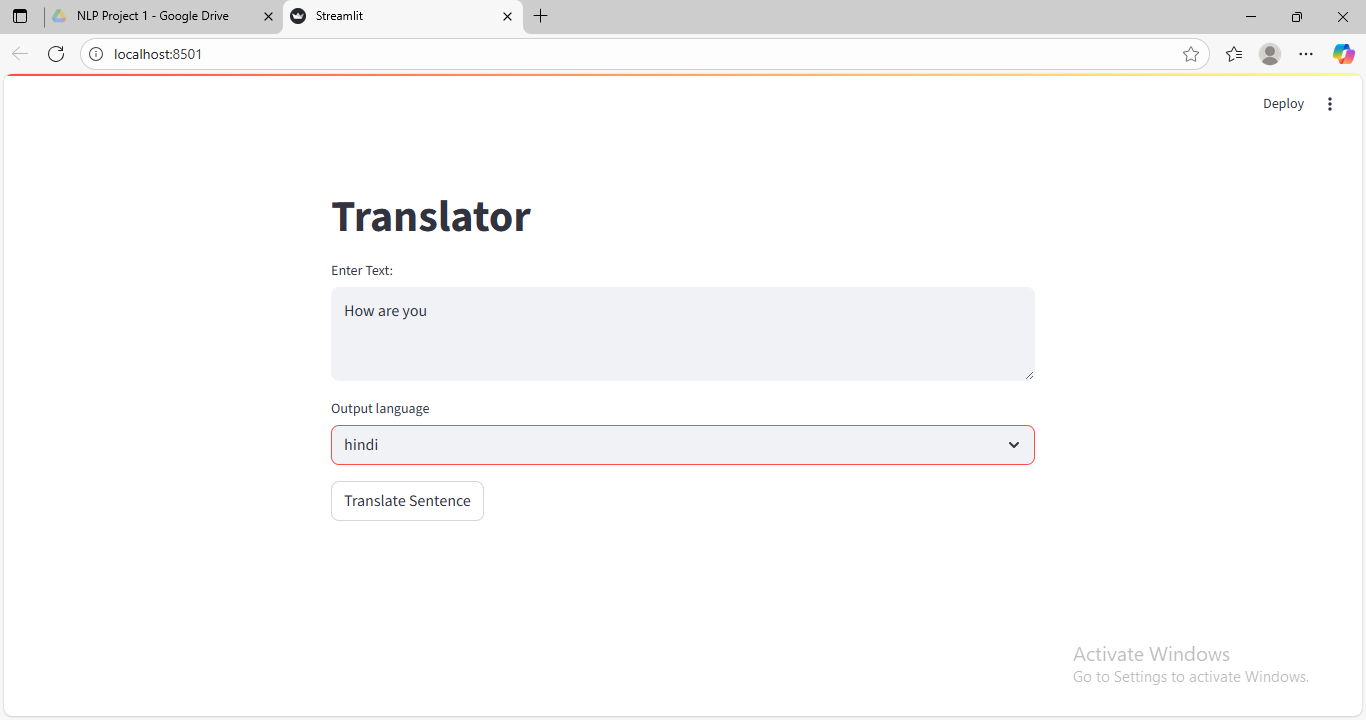 NLP Project 1 - Google Drive
Streamlit
localhost:8501
Deploy
Translator
Enter Text:
How are you
Output language
hindi
Translate Sentence
Activate Windows
Go to Settings to activate Windows.